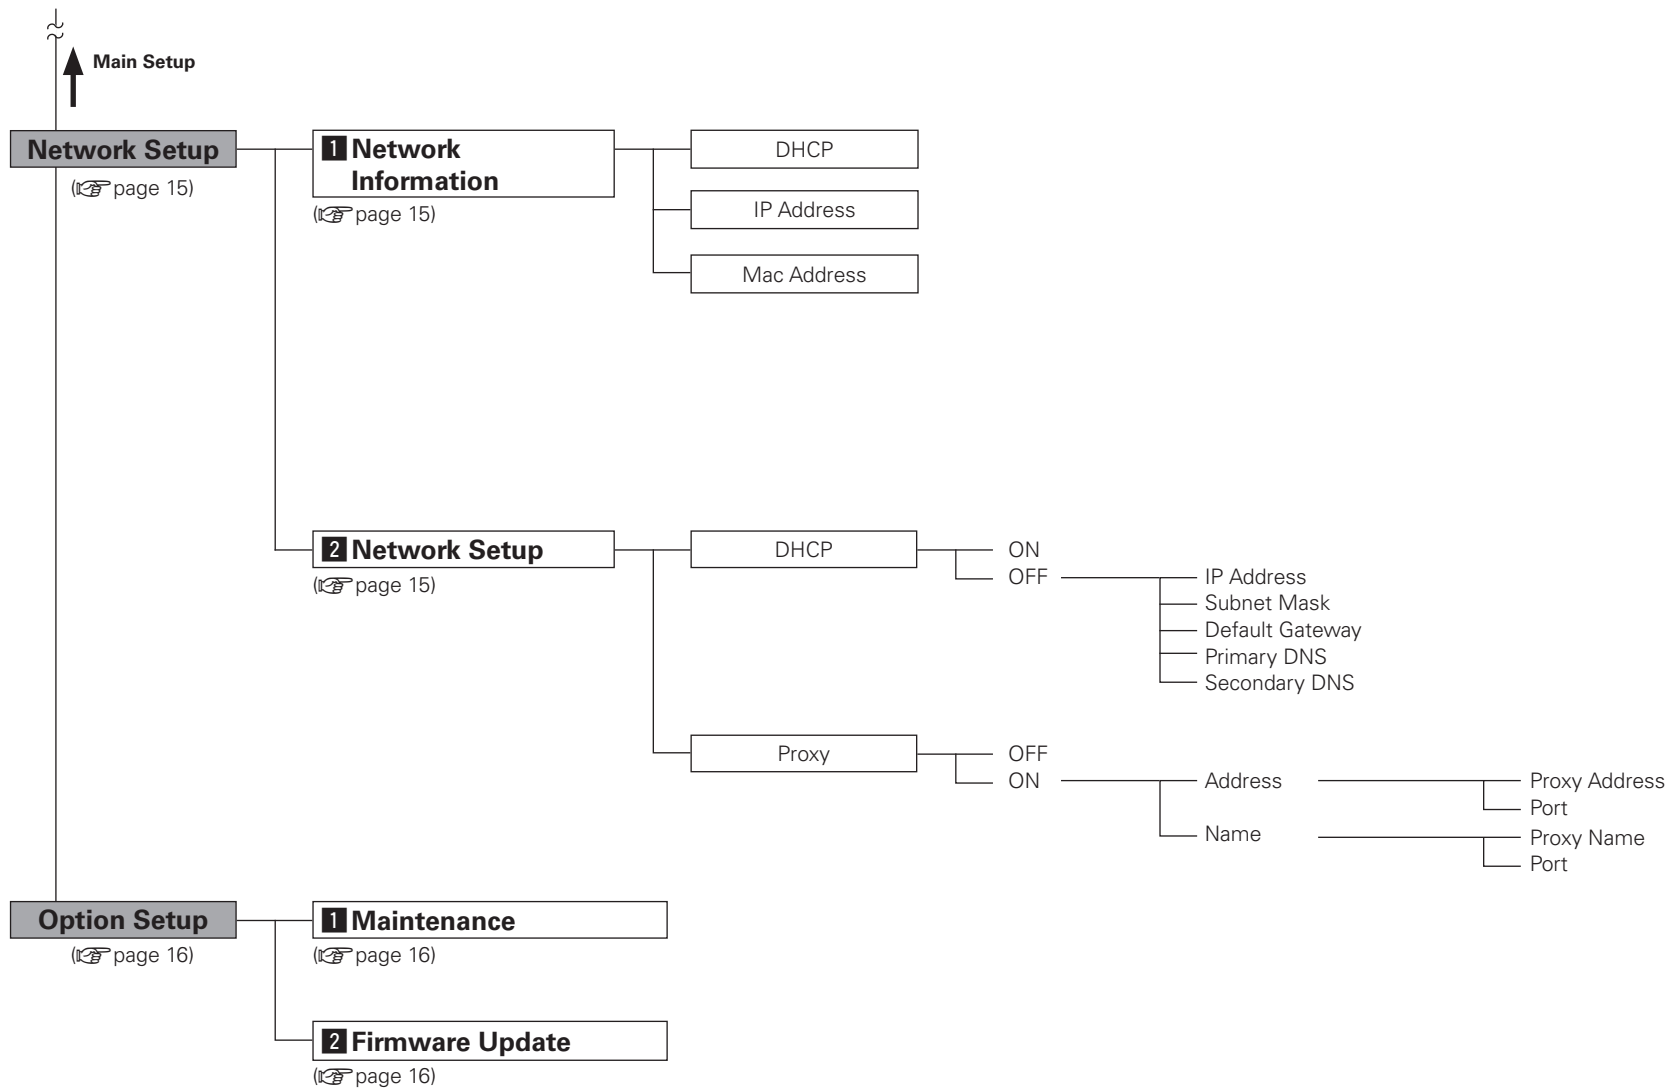 Main Setup
Network Setup
(☞ page 15)
1 Network
Information
(☞ page 15)
DHCP
IP Address
Mac Address
2 Network Setup
(☞ page 15)
DHCP
ON
OFF
IP Address
Subnet Mask
Default Gateway
Primary DNS
Secondary DNS
Proxy
OFF
ON
Address
Proxy Address
Port
Name
Proxy Name
Port
Option Setup
(☞ page 16)
1 Maintenance
(☞ page 16)
2 Firmware Update
(☞ page 16)